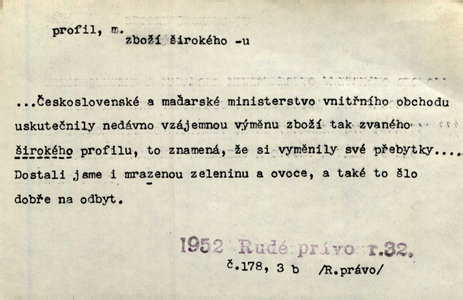 profil, m.
zboží širokého -u
...Československé a maďarské ministerstvo vnitřního obchodu
uskutečnily nedávno vzájemnou výměnu zboží tak zvaného
širokého profilu, to znamená, že si vyměnily své přebytky....
Dostali jsme i mrazenou zeleninu a ovoce, a také to šlo
dobře na odbyt.
1952 Rudé právo r.32.
č.178, 3 b /R.právo/